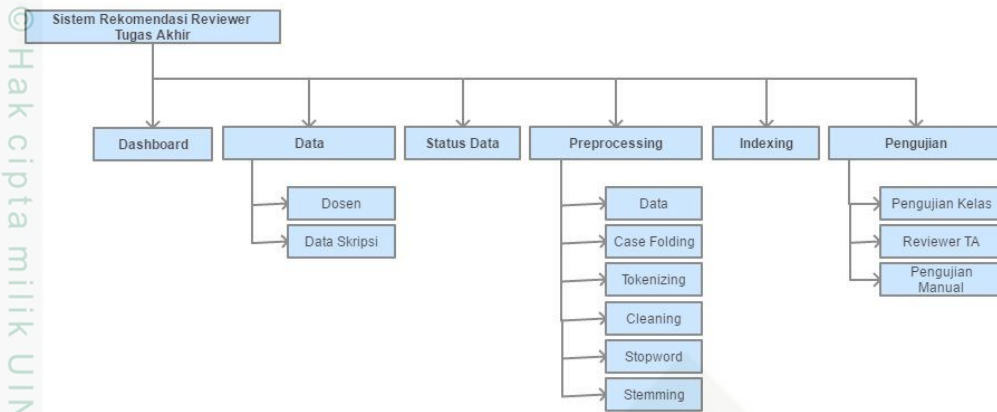 Sistem Rekomendasi Reviewer
Tugas Akhir
Dashboard
Data
Status Data
Preprocessing
Indexing
Pengujian
Dosen
Data Skripsi
Data
Case Folding
Tokenizing
Cleaning
Stopword
Stemming
Pengujian Kelas
Reviewer TA
Pengujian
Manual
© Hak cipta milik UIN